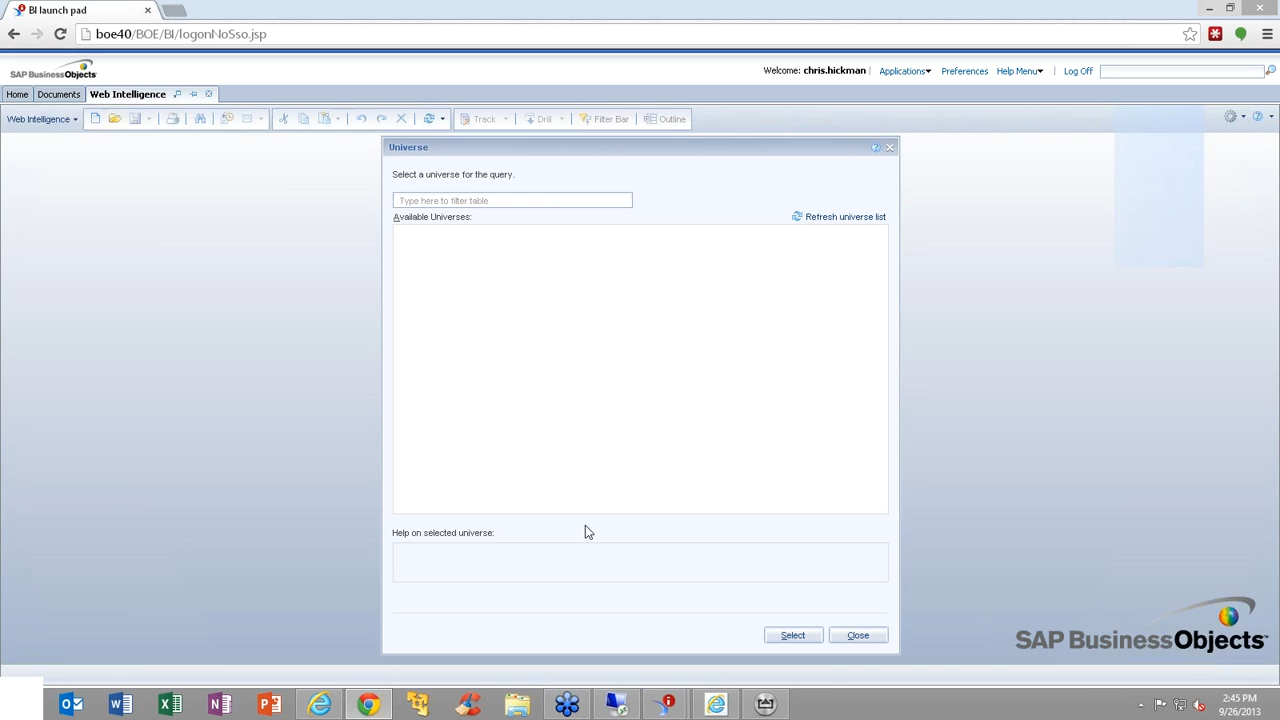 BI launch pad
boe40/BOE/BI/logonNoSso.jsp
SAP BusinessObjects
Welcome: chris.hickman | Applications Preferences Help Menu | Log Off
Home Documents Web Intelligence
Web Intelligence Track Drill Filter Bar Outline
Universe
Select a universe for the query.
Type here to filter table
Available Universes: Refresh universe list
Help on selected universe:
Select Close
SAP BusinessObjects
2:45 PM
9/26/2013